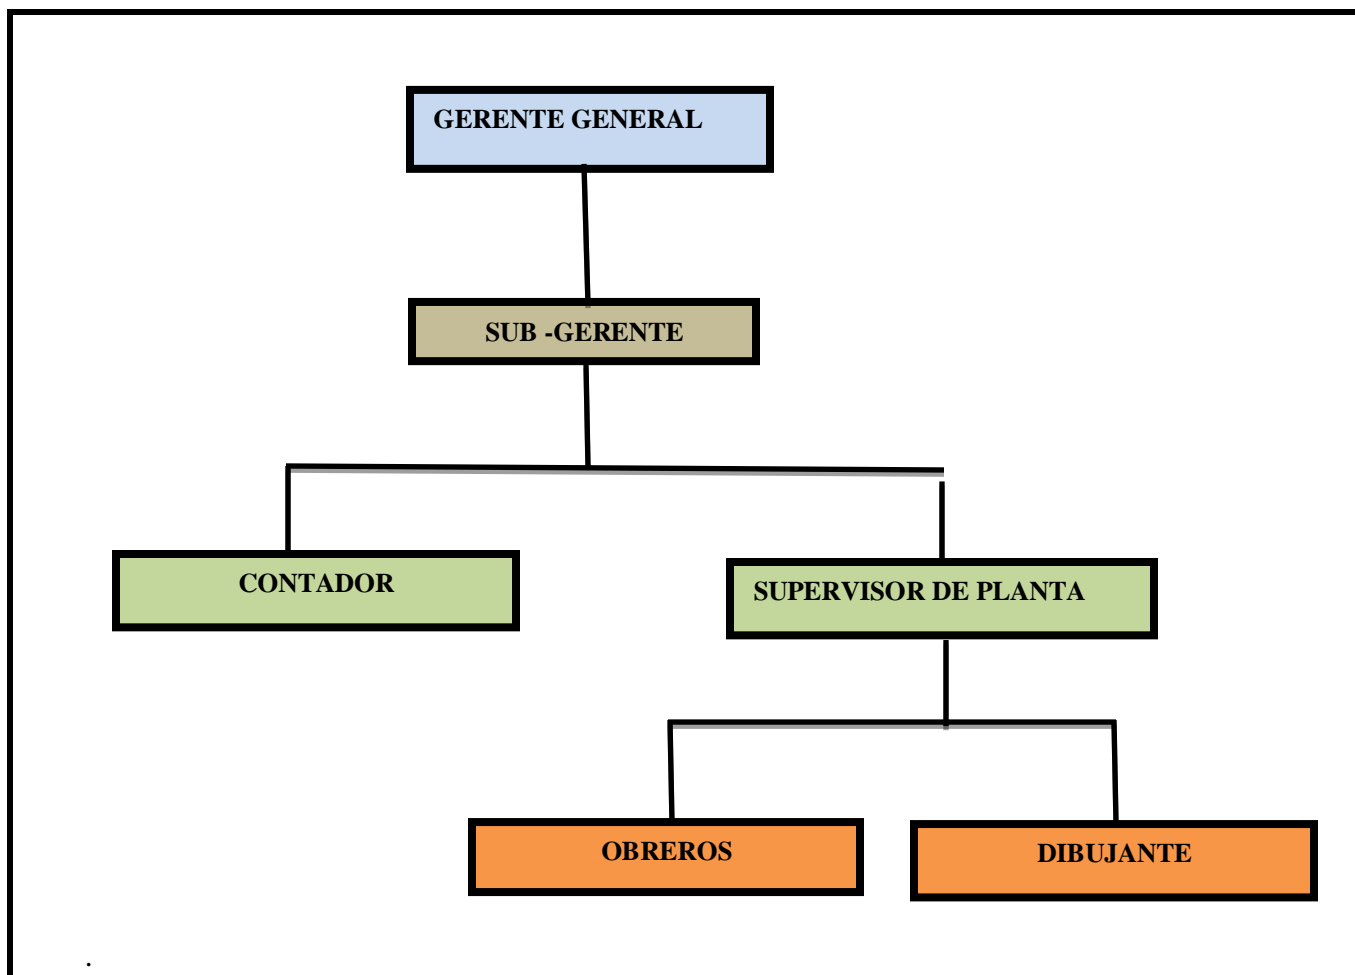 GERENTE GENERAL
SUB -GERENTE
CONTADOR
SUPERVISOR DE PLANTA
OBREROS
DIBUJANTE
.